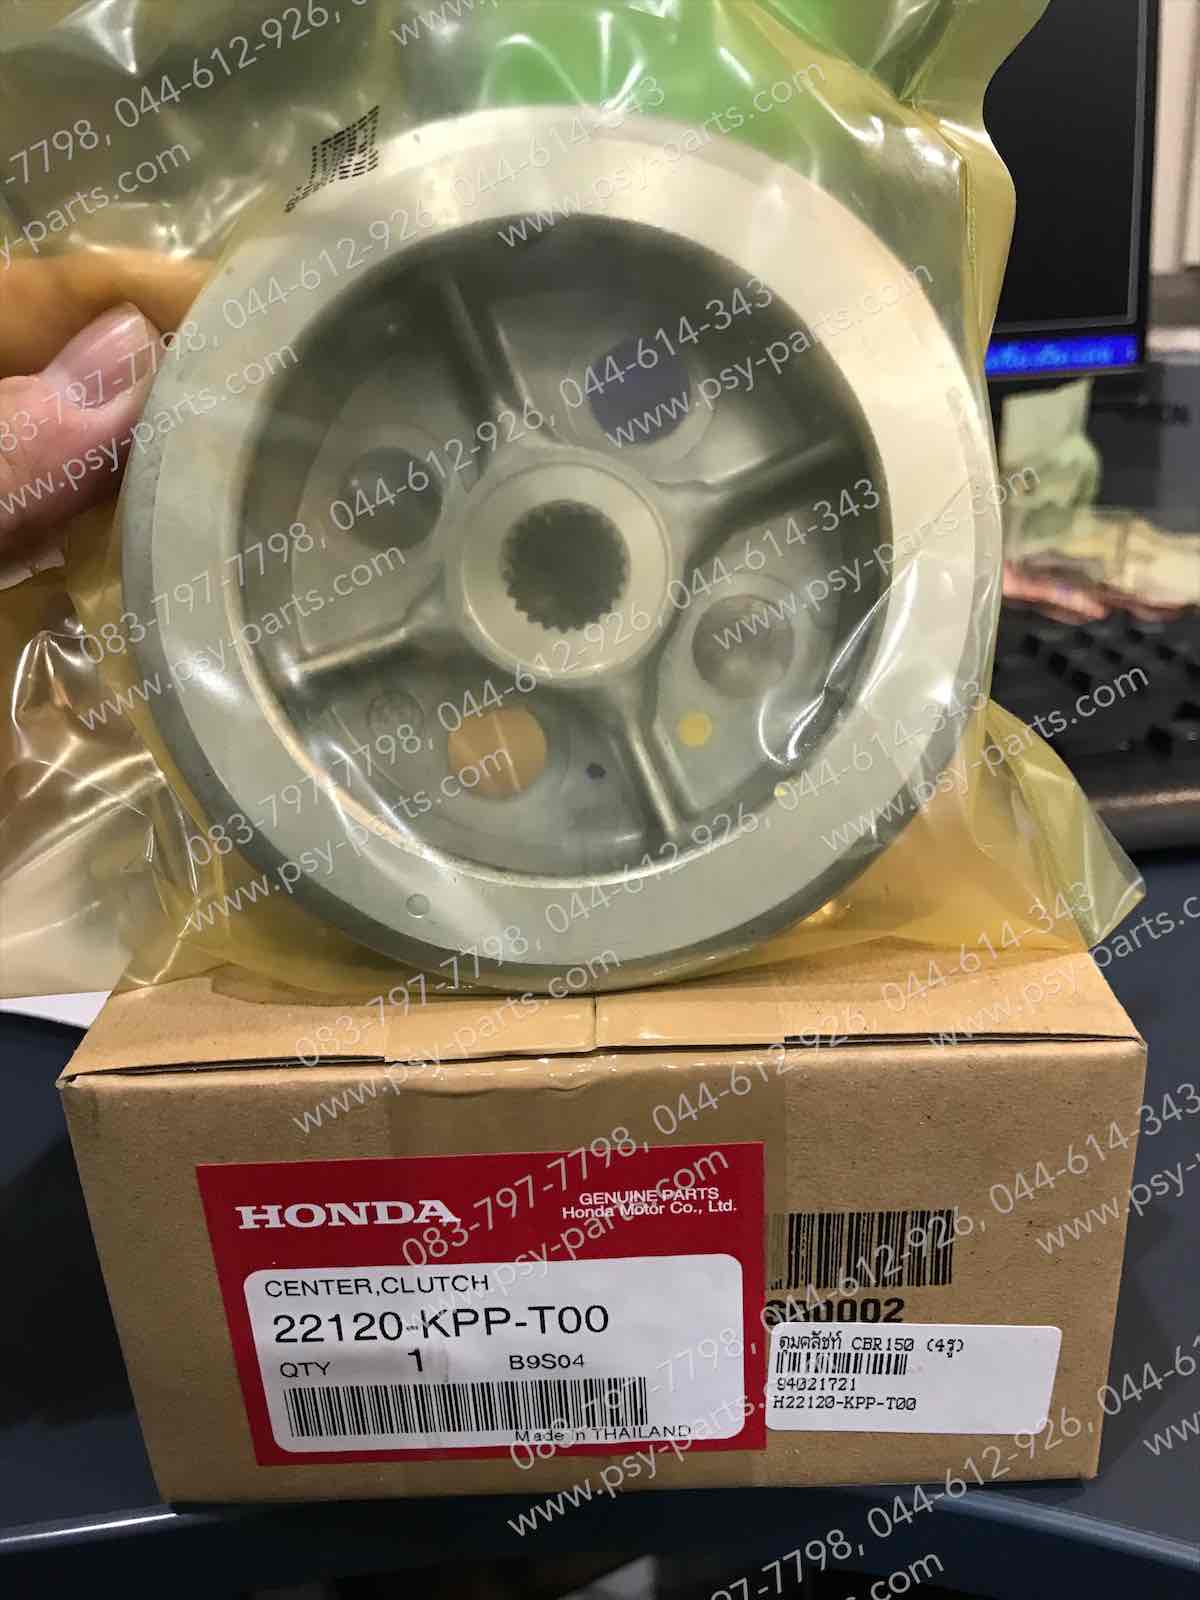 083-797-7798, 044-612-926, 044-614-343
www.psy-parts.com
HONDA
GENUINE PARTS
Honda Motor Co., Ltd.
CENTER,CLUTCH
22120-KPP-T00
QTY 1 B9S04
Made in THAILAND
ดุมคลัชท์ CBR150 (4รู)
94021721
H22120-KPP-T00